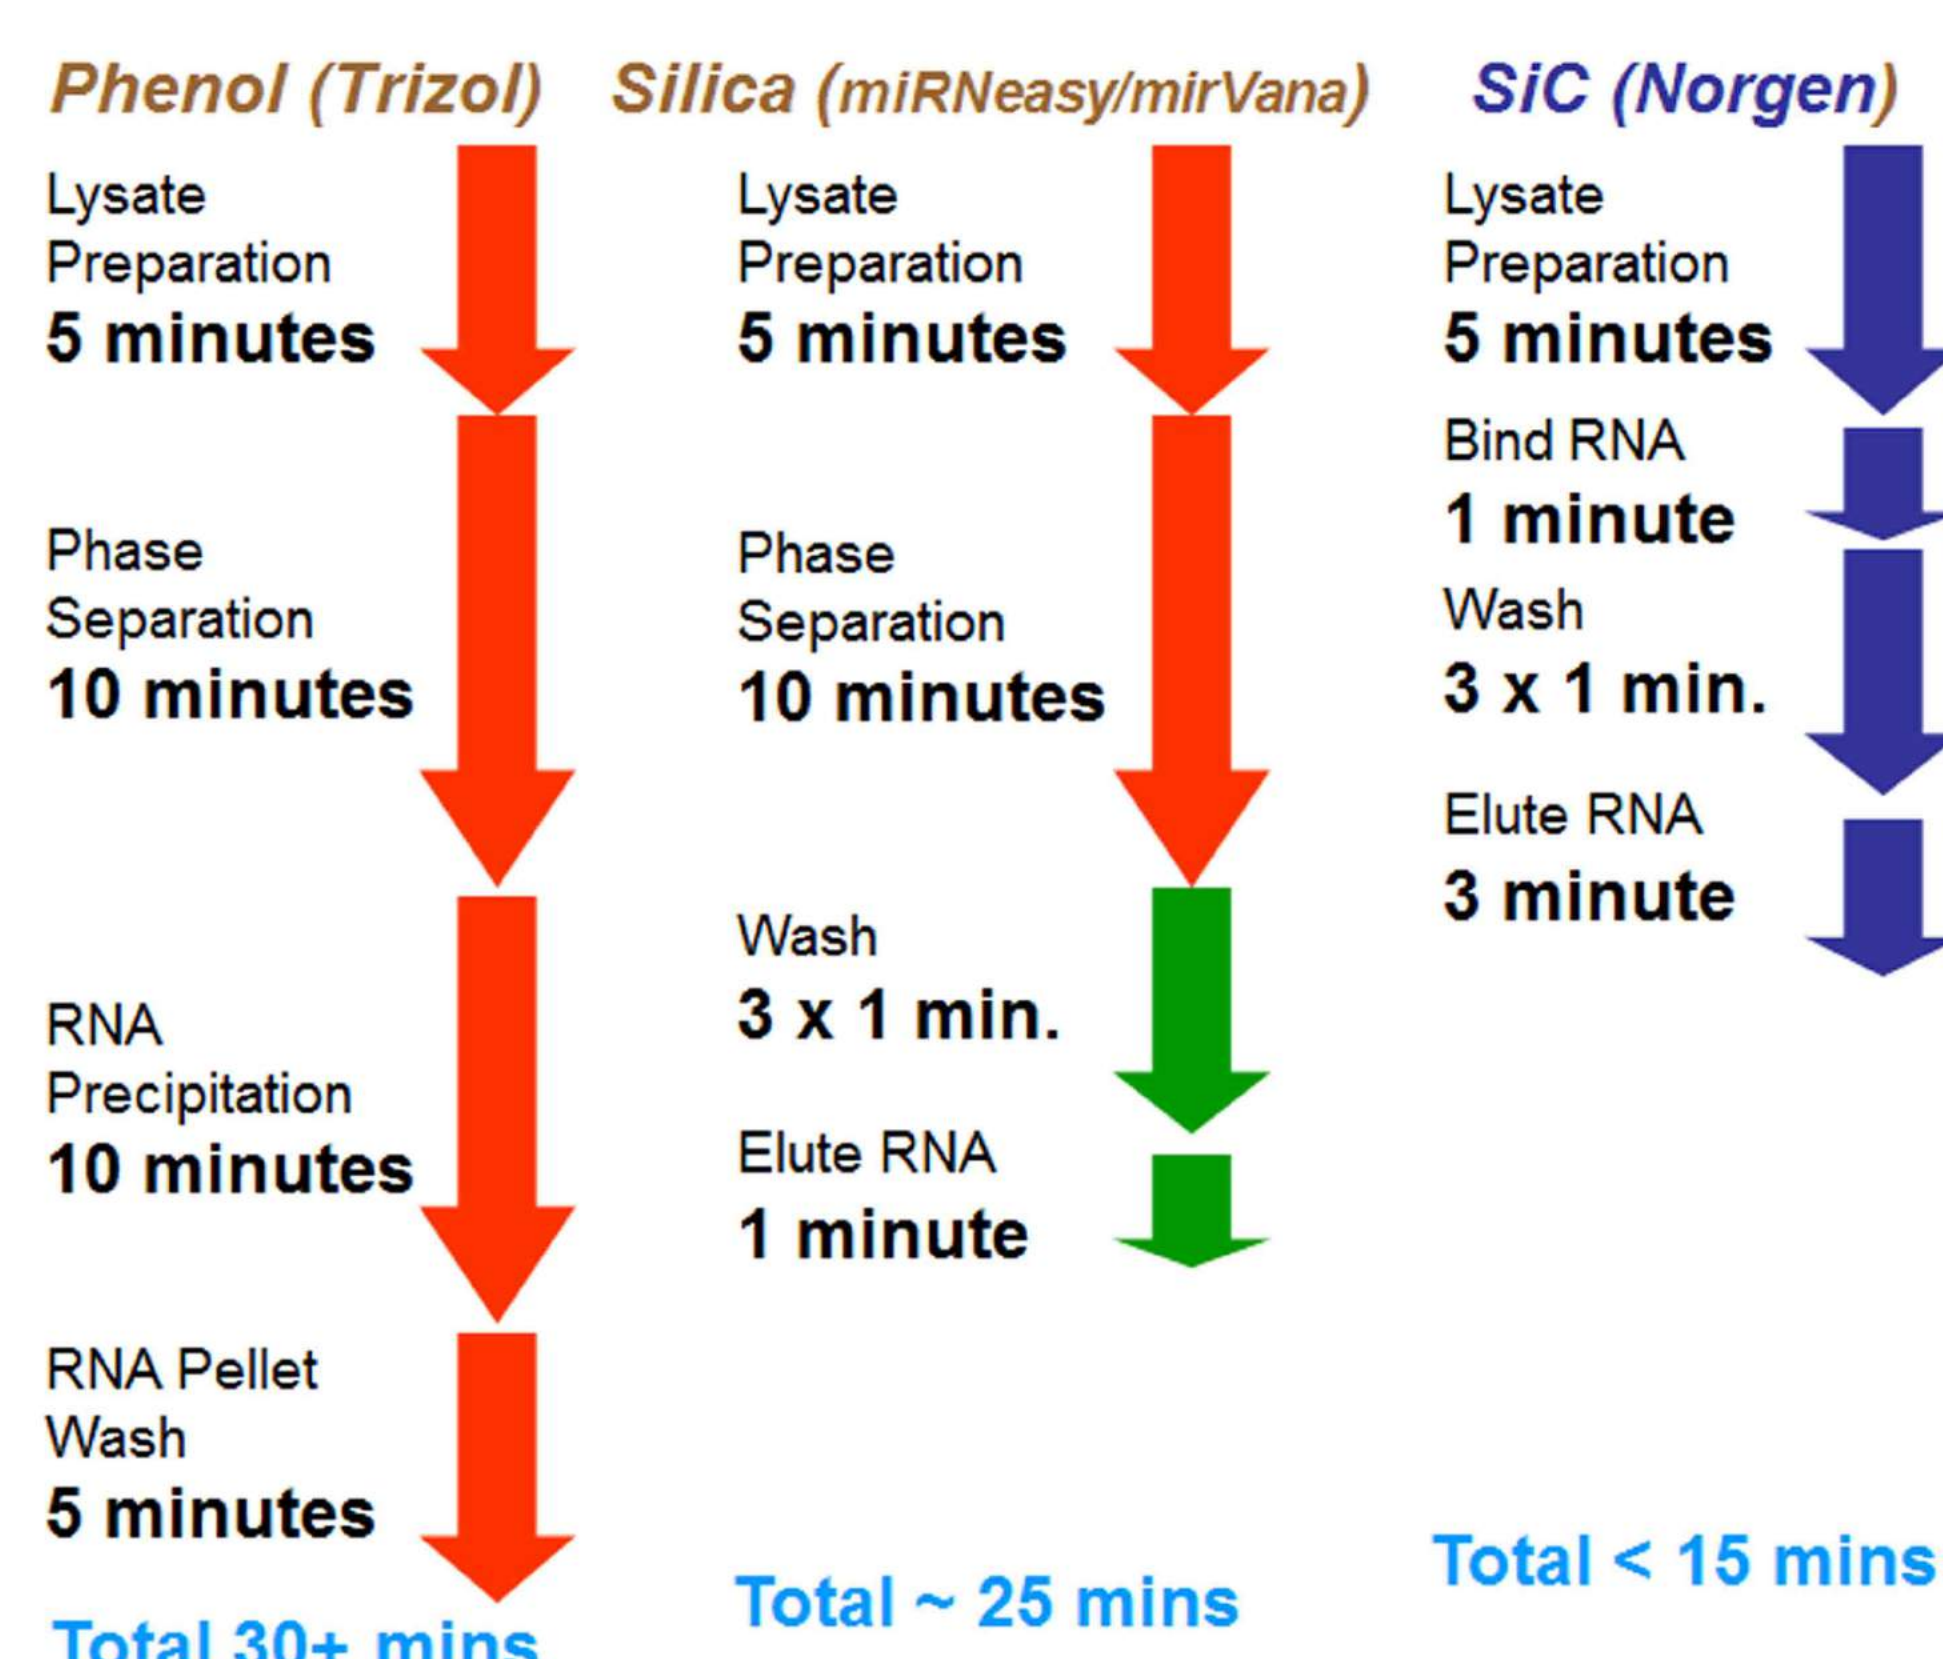 Phenol (Trizol)
Lysate
Preparation
5 minutes
Phase
Separation
10 minutes
RNA
Precipitation
10 minutes
RNA Pellet
Wash
5 minutes
Total 30+ mins
Silica (miRNeasy/mirVana)
Lysate
Preparation
5 minutes
Phase
Separation
10 minutes
Wash
3 x 1 min.
Elute RNA
1 minute
Total ~ 25 mins
SiC (Norgen)
Lysate
Preparation
5 minutes
Bind RNA
1 minute
Wash
3 x 1 min.
Elute RNA
3 minute
Total < 15 mins